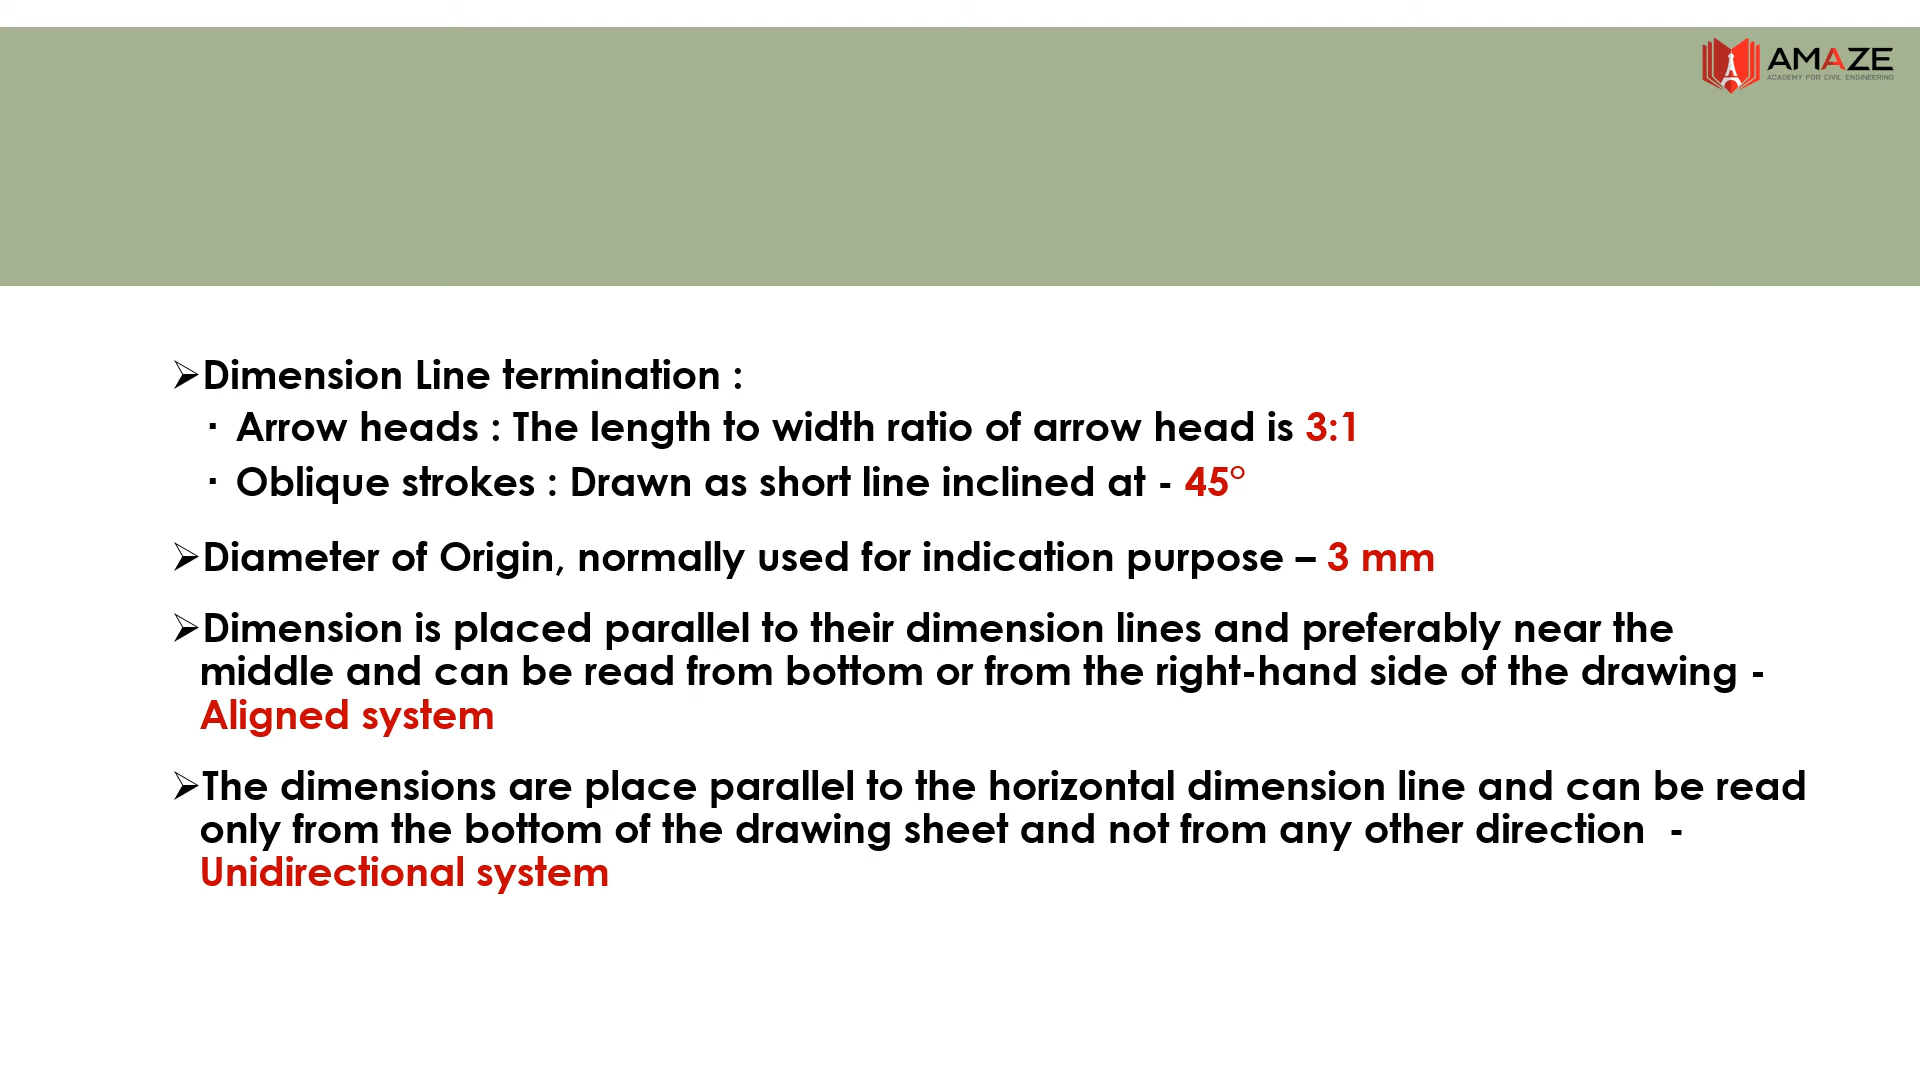 AMAZE
ACADEMY FOR CIVIL ENGINEERING
➢Dimension Line termination :
▪ Arrow heads : The length to width ratio of arrow head is 3:1
▪ Oblique strokes : Drawn as short line inclined at - 45°
➢Diameter of Origin, normally used for indication purpose – 3 mm
➢Dimension is placed parallel to their dimension lines and preferably near the
middle and can be read from bottom or from the right-hand side of the drawing -
Aligned system
➢The dimensions are place parallel to the horizontal dimension line and can be read
only from the bottom of the drawing sheet and not from any other direction  -
Unidirectional system